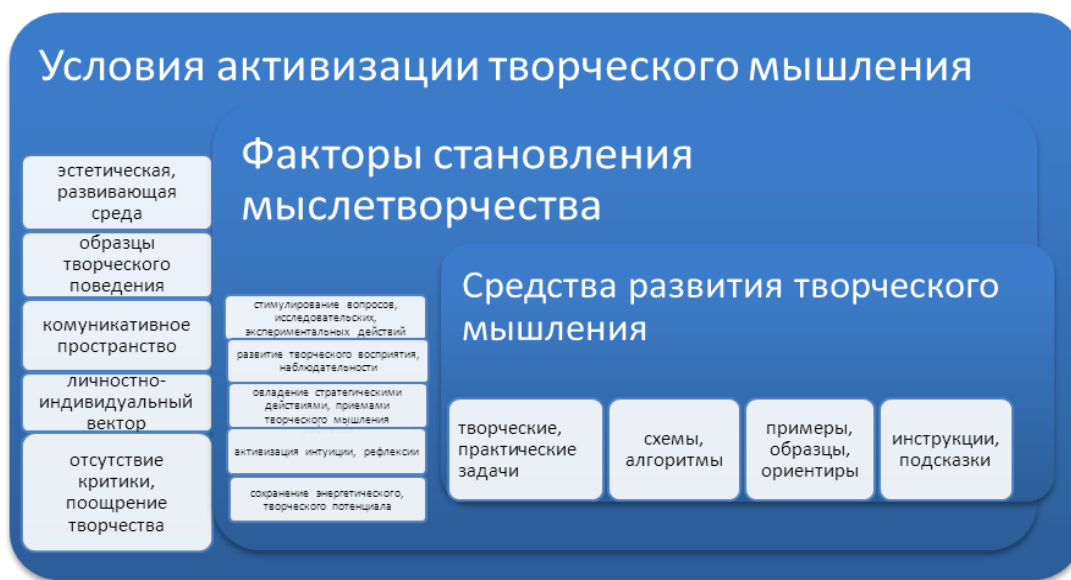 Условия активизации творческого мышления
эстетическая,
развивающая
среда
образцы
творческого
поведения
комуникативное
пространство
личностно-
индивидуальный
вектор
отсутствие
критики,
поощрение
творчества
Факторы становления
мыслетворчества
стимулирование вопросов,
исследовательских,
экспериментальных действий
развитие творческого восприятия,
наблюдательности
овладение стратегическими
действиями, приемами
творческого мышления
активизация интуиции, рефлексии
сохранение энергетического,
творческого потенциала
Средства развития творческого
мышления
творческие,
практические
задачи
схемы,
алгоритмы
примеры,
образцы,
ориентиры
инструкции,
подсказки